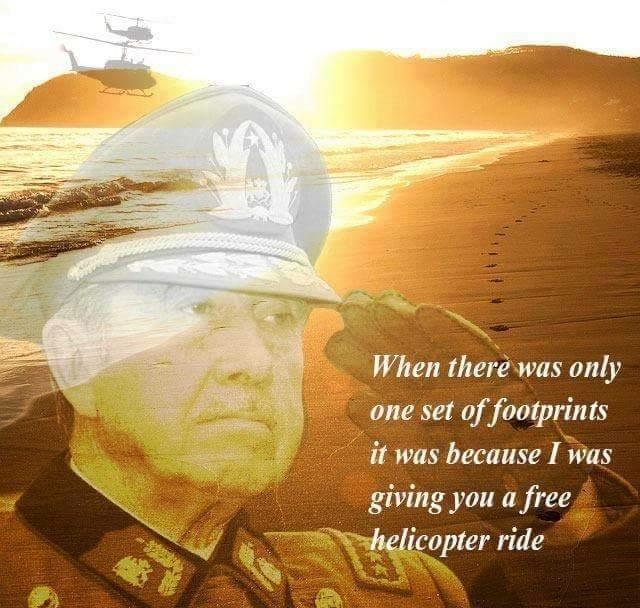 When there was only
one set of footprints
it was because I was
giving you a free
helicopter ride